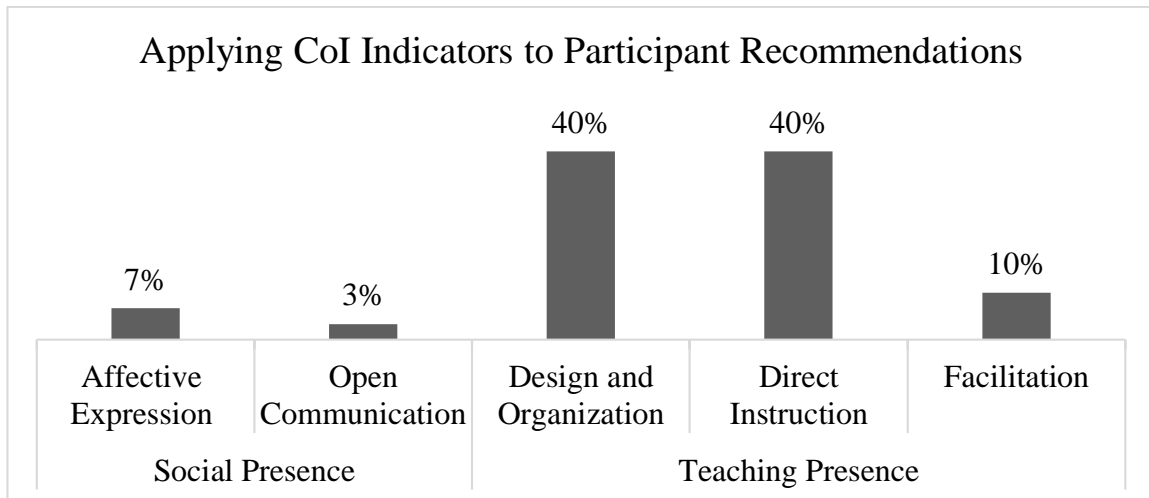 Applying CoI Indicators to Participant Recommendations
7%
3%
40%
40%
10%
Affective
Expression
Open
Communication
Design and
Organization
Direct
Instruction
Facilitation
Social Presence
Teaching Presence